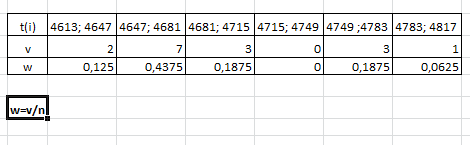 t(i) 4613; 4647 4647; 4681 4681; 4715 4715; 4749 4749 ;4783 4783; 4817
v 2 7 3 0 3 1
w 0,125 0,4375 0,1875 0 0,1875 0,0625
w=v/n